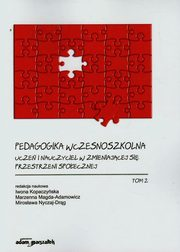 PEDAGOGIKA WCZESNOSZKOLNA
UCZEŃ I NAUCZYCIEL W ZMIENIAJĄCEJ SIĘ
PRZESTRZENI SPOŁECZNEJ
TOM 2
redakcja naukowa
Iwona Kopaczyńska
Marzenna Magda-Adamowicz
Mirosława Nyczaj-Drąg
adam marszałek